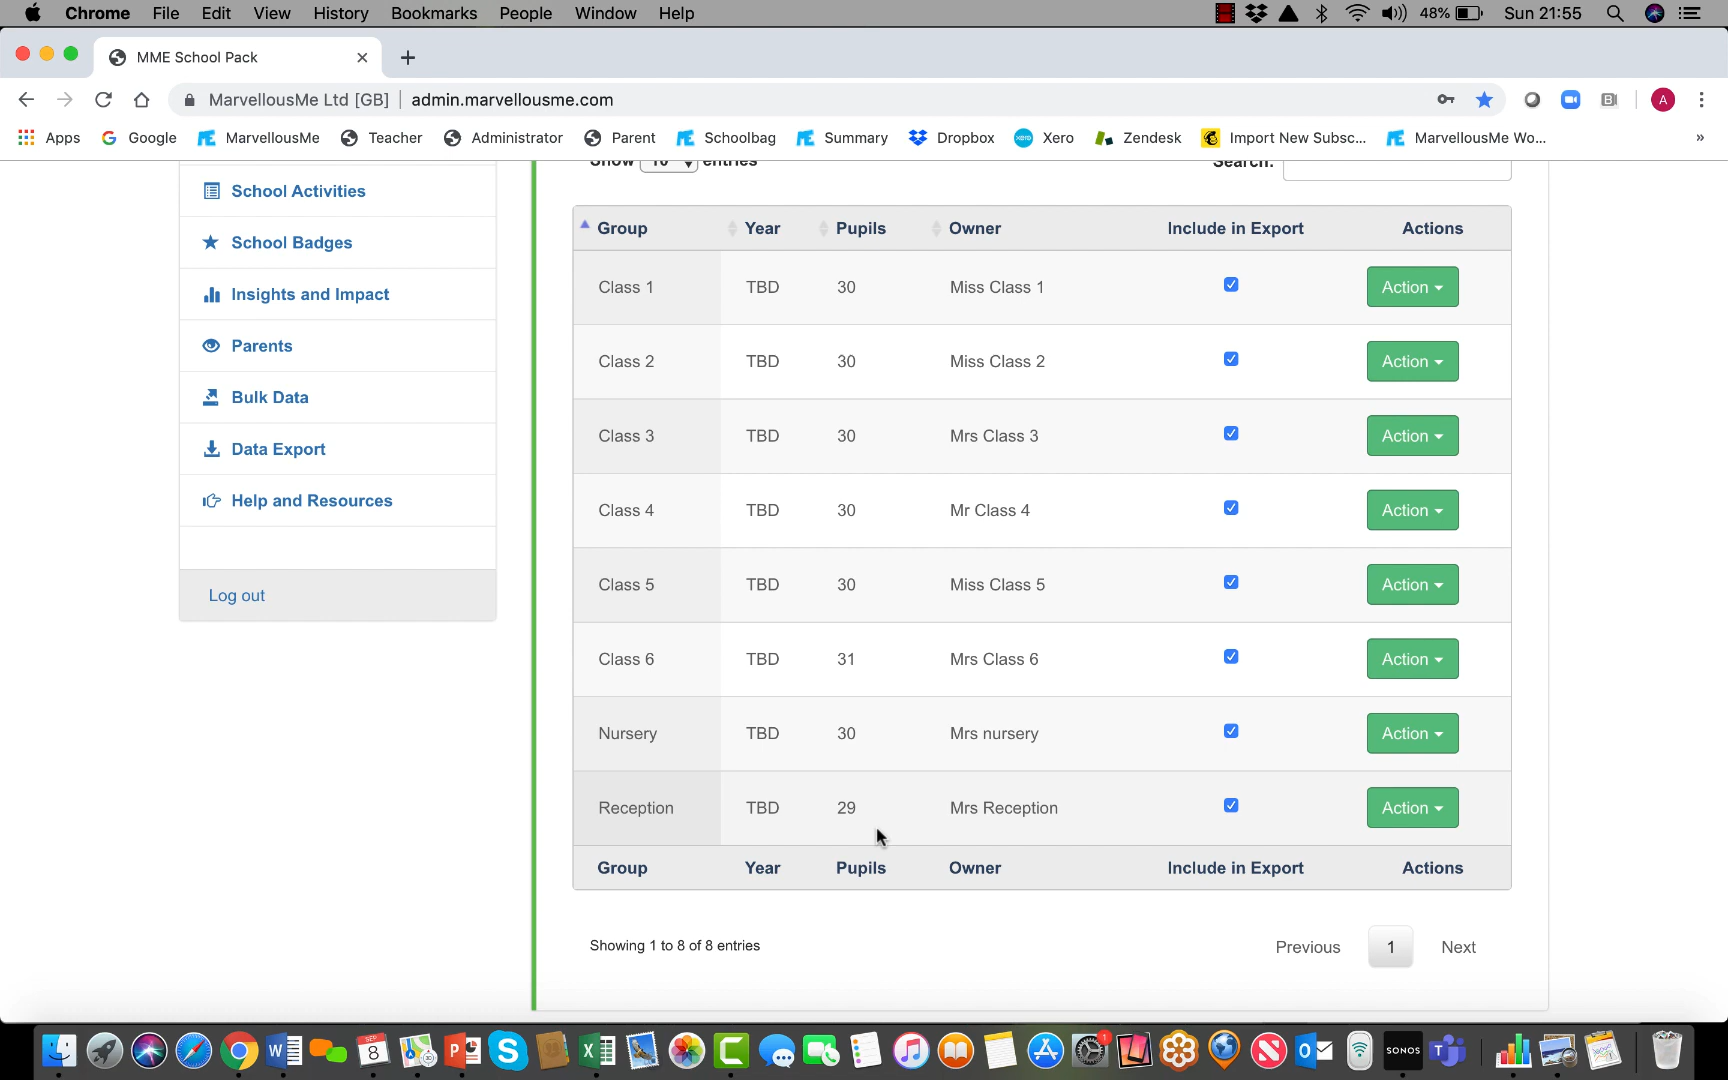 Chrome File Edit View History Bookmarks People Window Help 48% Sun 21:55
MME School Pack
MarvellousMe Ltd [GB] admin.marvellousme.com A
Apps Google MarvellousMe Teacher Administrator Parent Schoolbag Summary Dropbox Xero Zendesk Import New Subsc... MarvellousMe Wo... »
Show 10 entries Search:
School Activities
School Badges
Insights and Impact
Parents
Bulk Data
Data Export
Help and Resources
Log out
Group Year Pupils Owner Include in Export Actions
Class 1 TBD 30 Miss Class 1 Action
Class 2 TBD 30 Miss Class 2 Action
Class 3 TBD 30 Mrs Class 3 Action
Class 4 TBD 30 Mr Class 4 Action
Class 5 TBD 30 Miss Class 5 Action
Class 6 TBD 31 Mrs Class 6 Action
Nursery TBD 30 Mrs nursery Action
Reception TBD 29 Mrs Reception Action
Group Year Pupils Owner Include in Export Actions
Showing 1 to 8 of 8 entries Previous 1 Next
SONOS